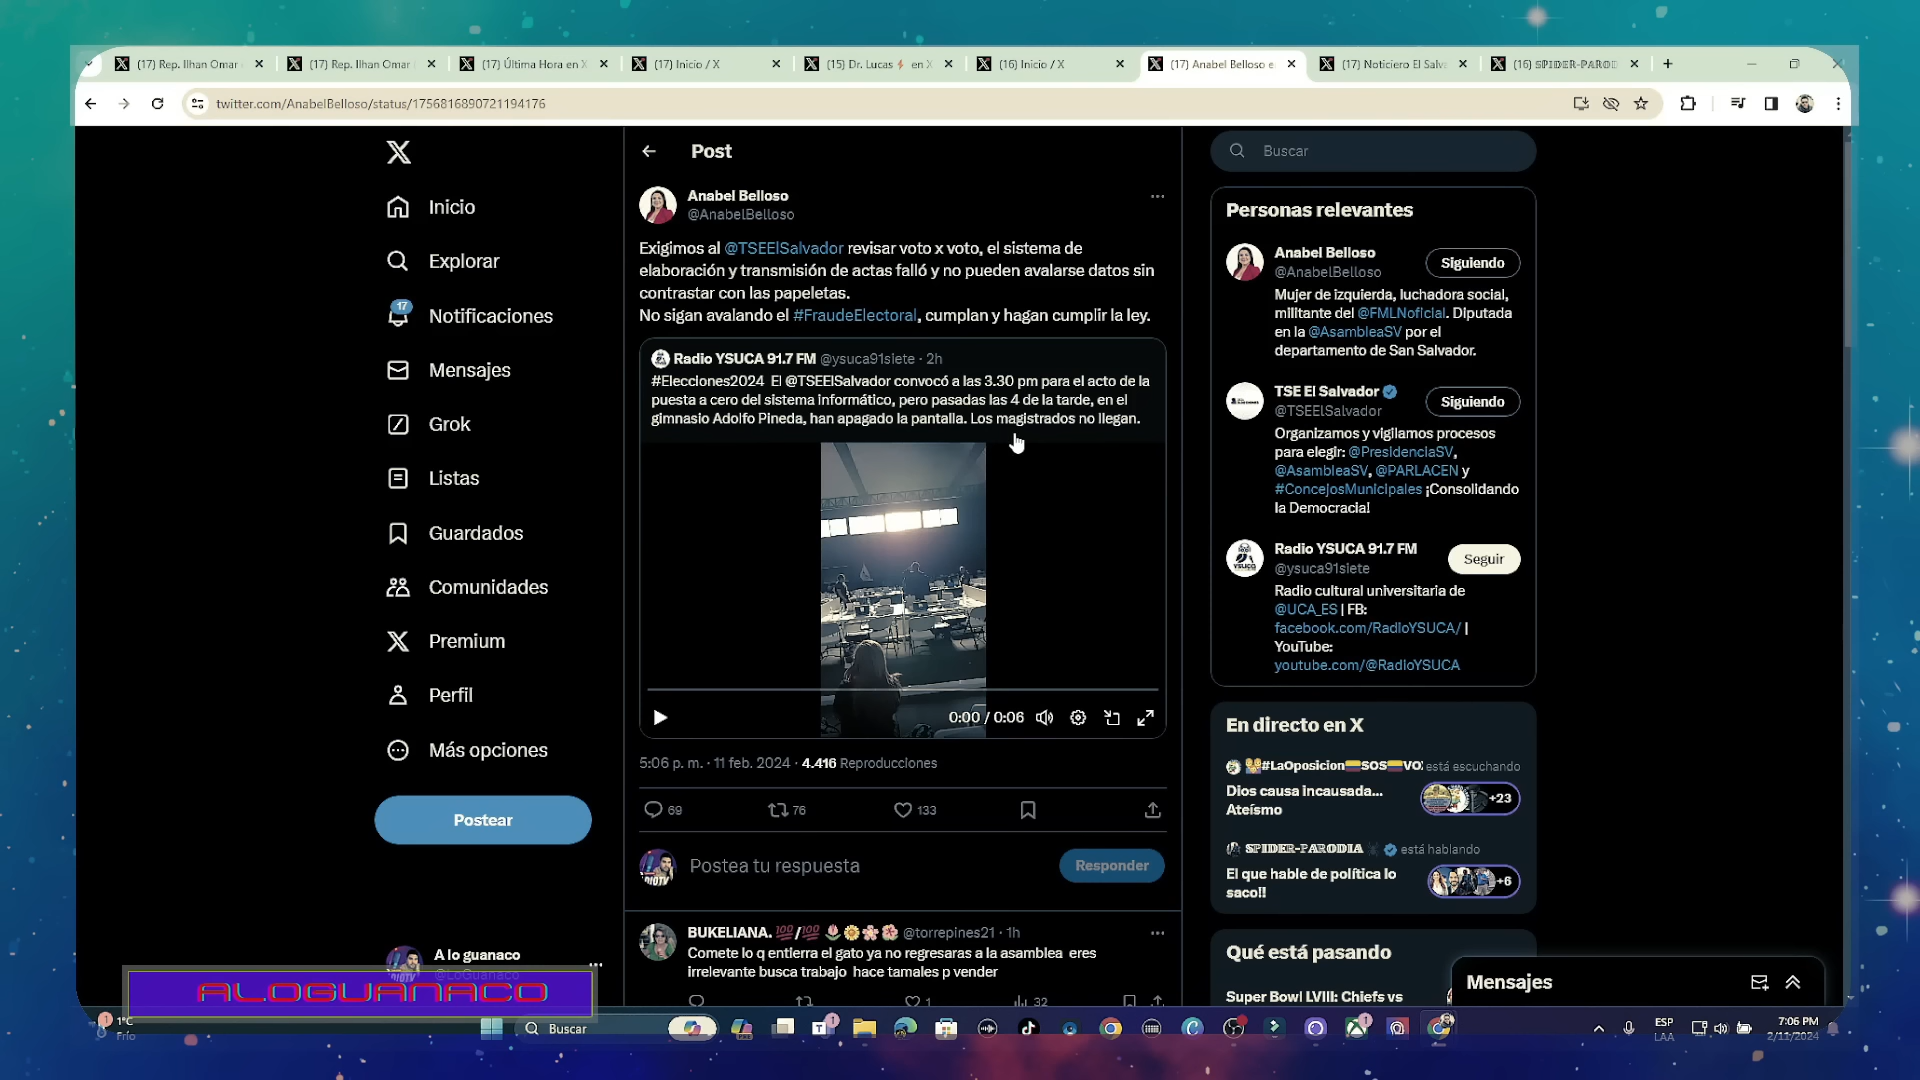 (17) Rep. Ilhan Omar
(17) Rep. Ilhan Omar
(17) Última Hora en X
(17) Inicio / X
(15) Dr. Lucas⚡ en X
(16) Inicio / X
(17) Anabel Belloso e
(17) Noticiero El Salv
(16) SPIDER-PAROD
twitter.com/AnabelBelloso/status/1756816890721194176
Inicio
Explorar
17
Notificaciones
Mensajes
Grok
Listas
Guardados
Comunidades
Premium
Perfil
Más opciones
Postear
A lo guanaco
@LoGuanaco
ALOGUANACO
Post
Anabel Belloso
@AnabelBelloso
Exigimos al @TSEElSalvador revisar voto x voto, el sistema de
elaboración y transmisión de actas falló y no pueden avalarse datos sin
contrastar con las papeletas.
No sigan avalando el #FraudeElectoral, cumplan y hagan cumplir la ley.
Radio YSUCA 91.7 FM @ysuca91siete · 2h
#Elecciones2024 El @TSEElSalvador convocó a las 3.30 pm para el acto de la
puesta a cero del sistema informático, pero pasadas las 4 de la tarde, en el
gimnasio Adolfo Pineda, han apagado la pantalla. Los magistrados no llegan.
0:00 / 0:06
5:06 p. m. · 11 feb. 2024 · 4.416 Reproducciones
69
76
133
Postea tu respuesta
Responder
BUKELIANA. 💯/💯🌷🌼🌸🌺 @torrepines21 · 1h
Comete lo q entierra el gato ya no regresaras a la asamblea eres
irrelevante busca trabajo hace tamales p vender
1
32
Buscar
Personas relevantes
Anabel Belloso
@AnabelBelloso
Siguiendo
Mujer de izquierda, luchadora social,
militante del @FMLNoficial. Diputada
en la @AsambleaSV por el
departamento de San Salvador.
TSE El Salvador
@TSEElSalvador
Siguiendo
Organizamos y vigilamos procesos
para elegir: @PresidenciaSV,
@AsambleaSV, @PARLACEN y
#ConcejosMunicipales ¡Consolidando
la Democracia!
Radio YSUCA 91.7 FM
@ysuca91siete
Seguir
Radio cultural universitaria de
@UCA_ES | FB:
facebook.com/RadioYSUCA/ |
YouTube:
youtube.com/@RadioYSUCA
En directo en X
#LaOposicion SOS VO está escuchando
Dios causa incausada...
Ateísmo
+23
SPIDER-PARODIA está hablando
El que hable de política lo
saco!!
+6
Qué está pasando
Super Bowl LVIII: Chiefs vs
Mensajes
1
1°C
Frío
Buscar
1
1
ESP
LAA
7:06 PM
2/11/2024